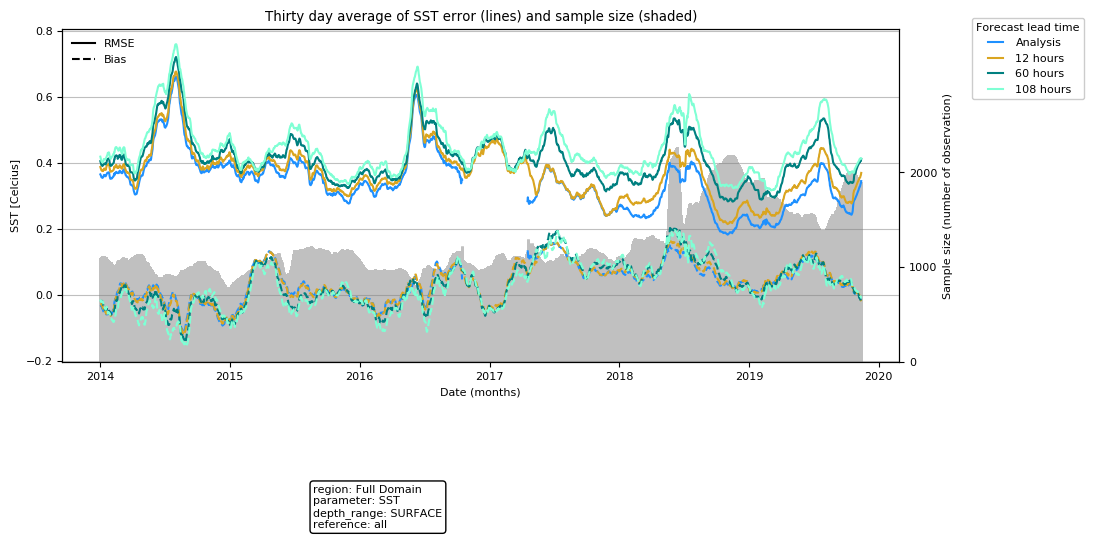 Thirty day average of SST error (lines) and sample size (shaded)
RMSE
Bias
Forecast lead time
Analysis
12 hours
60 hours
108 hours
SST [Celcius]
0.8
0.6
0.4
0.2
0.0
−0.2
2000
1000
0
Sample size (number of observation)
2014 2015 2016 2017 2018 2019 2020
Date (months)
region: Full Domain
parameter: SST
depth_range: SURFACE
reference: all